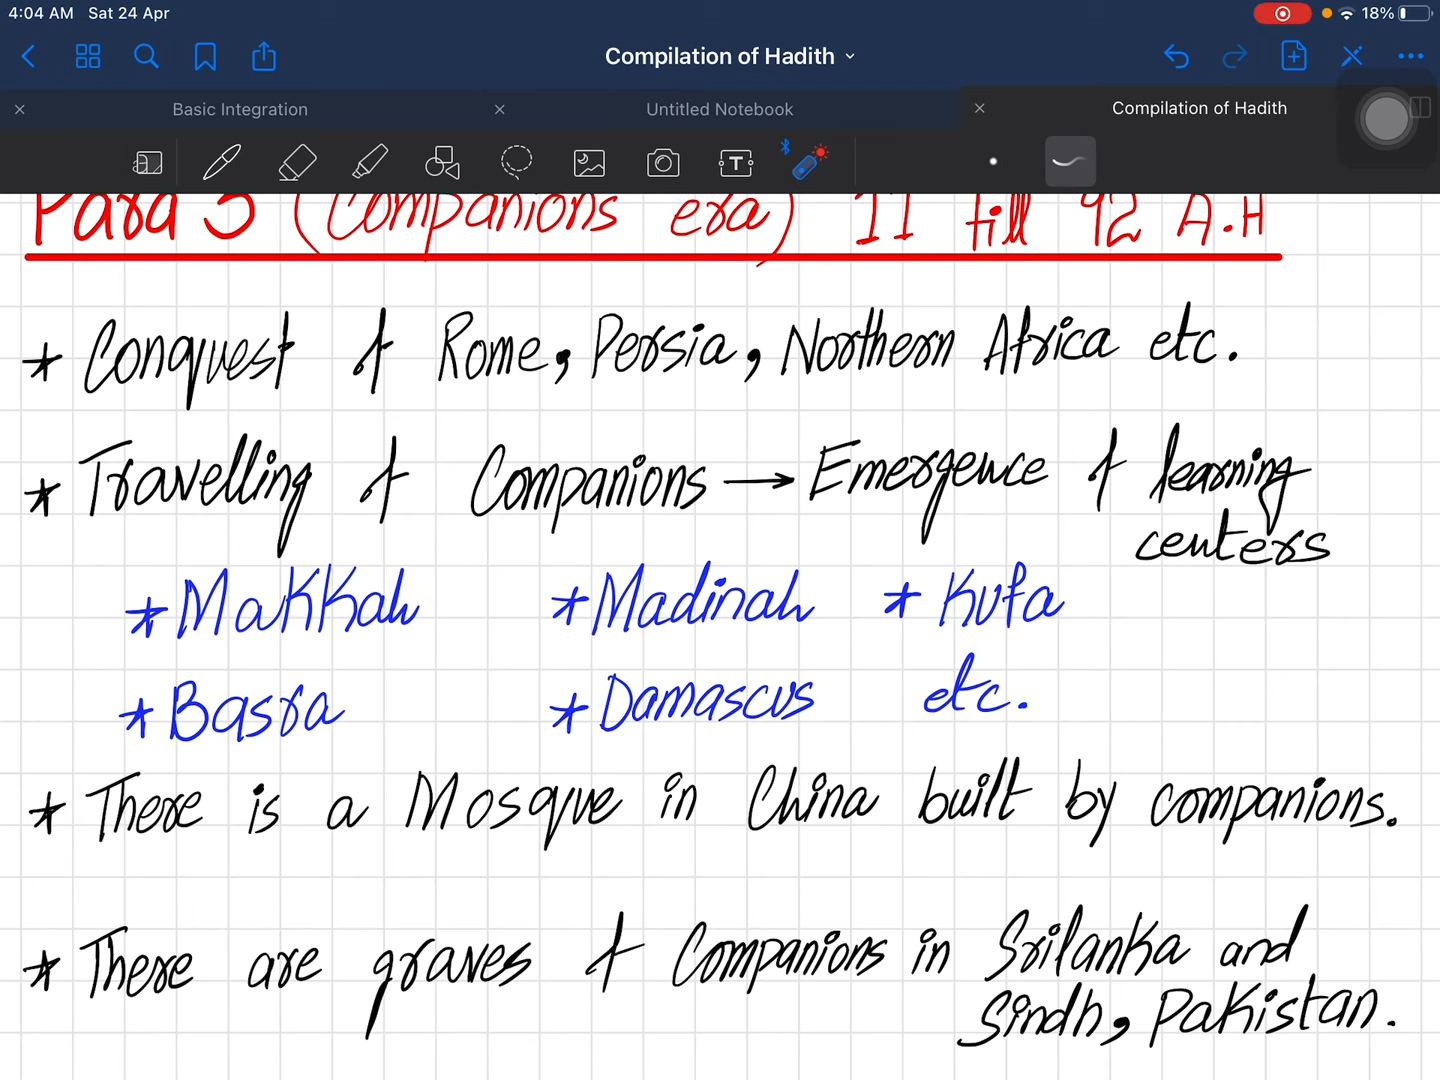 4:04 AM Sat 24 Apr 18%
Compilation of Hadith
Basic Integration Untitled Notebook Compilation of Hadith
T
Para 3 (Companions era) 11 till 92 A.H
* Conquest of Rome, Persia, Northern Africa etc.
* Travelling of Companions → Emergence of learning
centers
* Makkah * Madinah * Kufa
* Basra * Damascus etc.
* There is a Mosque in China built by companions.
* There are graves of Companions in Srilanka and
Sindh, Pakistan.